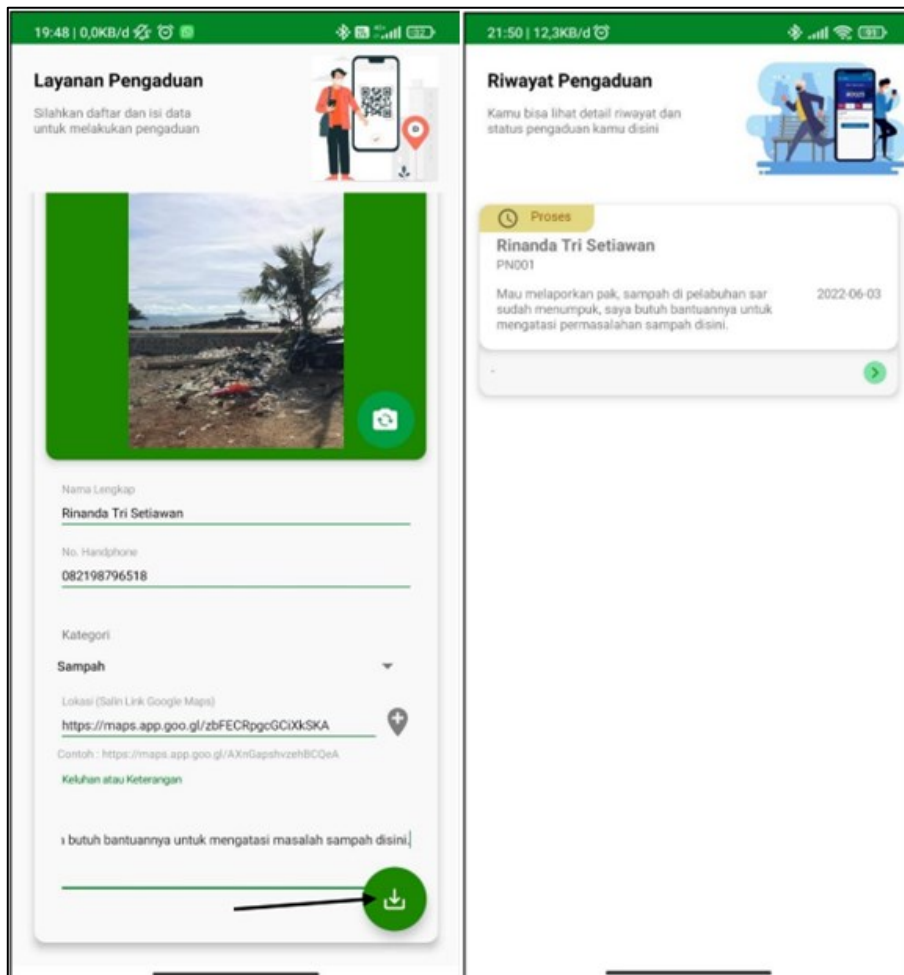 19:48 | 0,0KB/d
Layanan Pengaduan
Silahkan daftar dan isi data
untuk melakukan pengaduan
Nama Lengkap
Rinanda Tri Setiawan
No. Handphone
082198796518
Kategori
Sampah
Lokasi (Salin Link Google Maps)
https://maps.app.goo.gl/zbFECRpgcGCiXkSKA
Contoh : https://maps.app.goo.gl/AXnGapshvzehBCQeA
Keluhan atau Keterangan
butuh bantuannya untuk mengatasi masalah sampah disini.
21:50 | 12,3KB/d
Riwayat Pengaduan
Kamu bisa lihat detail riwayat dan
status pengaduan kamu disini
Proses
Rinanda Tri Setiawan
PN001
Mau melaporkan pak, sampah di pelabuhan sar
sudah menumpuk, saya butuh bantuannya untuk
mengatasi permasalahan sampah disini.
2022-06-03
-